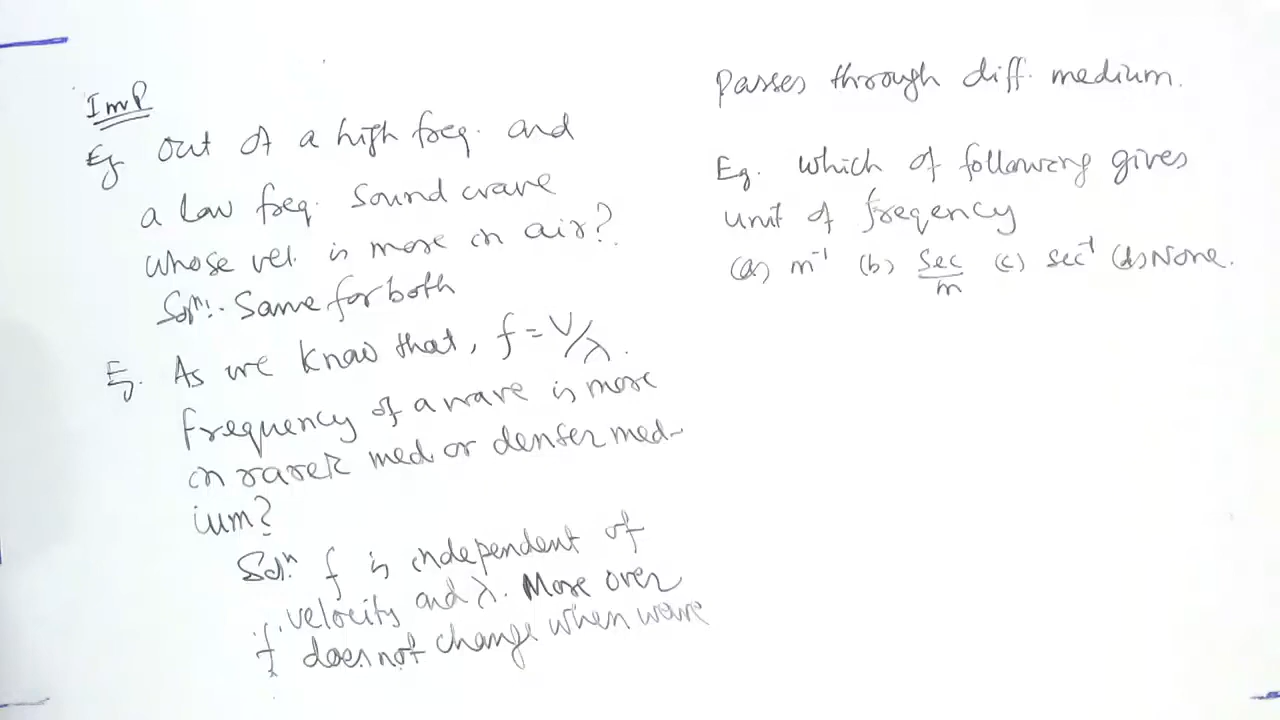 Imp
Eg out of a high freq. and
a low freq. sound wave
whose vel. is more in air?
Solⁿ:- Same for both
Eg. As we know that, f = V/λ.
frequency of a wave is more
in rarer med or denser med-
ium?
Solⁿ. f is independent of
velocity and λ. More over
f does not change when wave
passes through diff. medium.
Eg. which of following gives
unit of freqency
(a) m⁻¹ (b) Sec/m (c) sec⁻¹ (d) None.